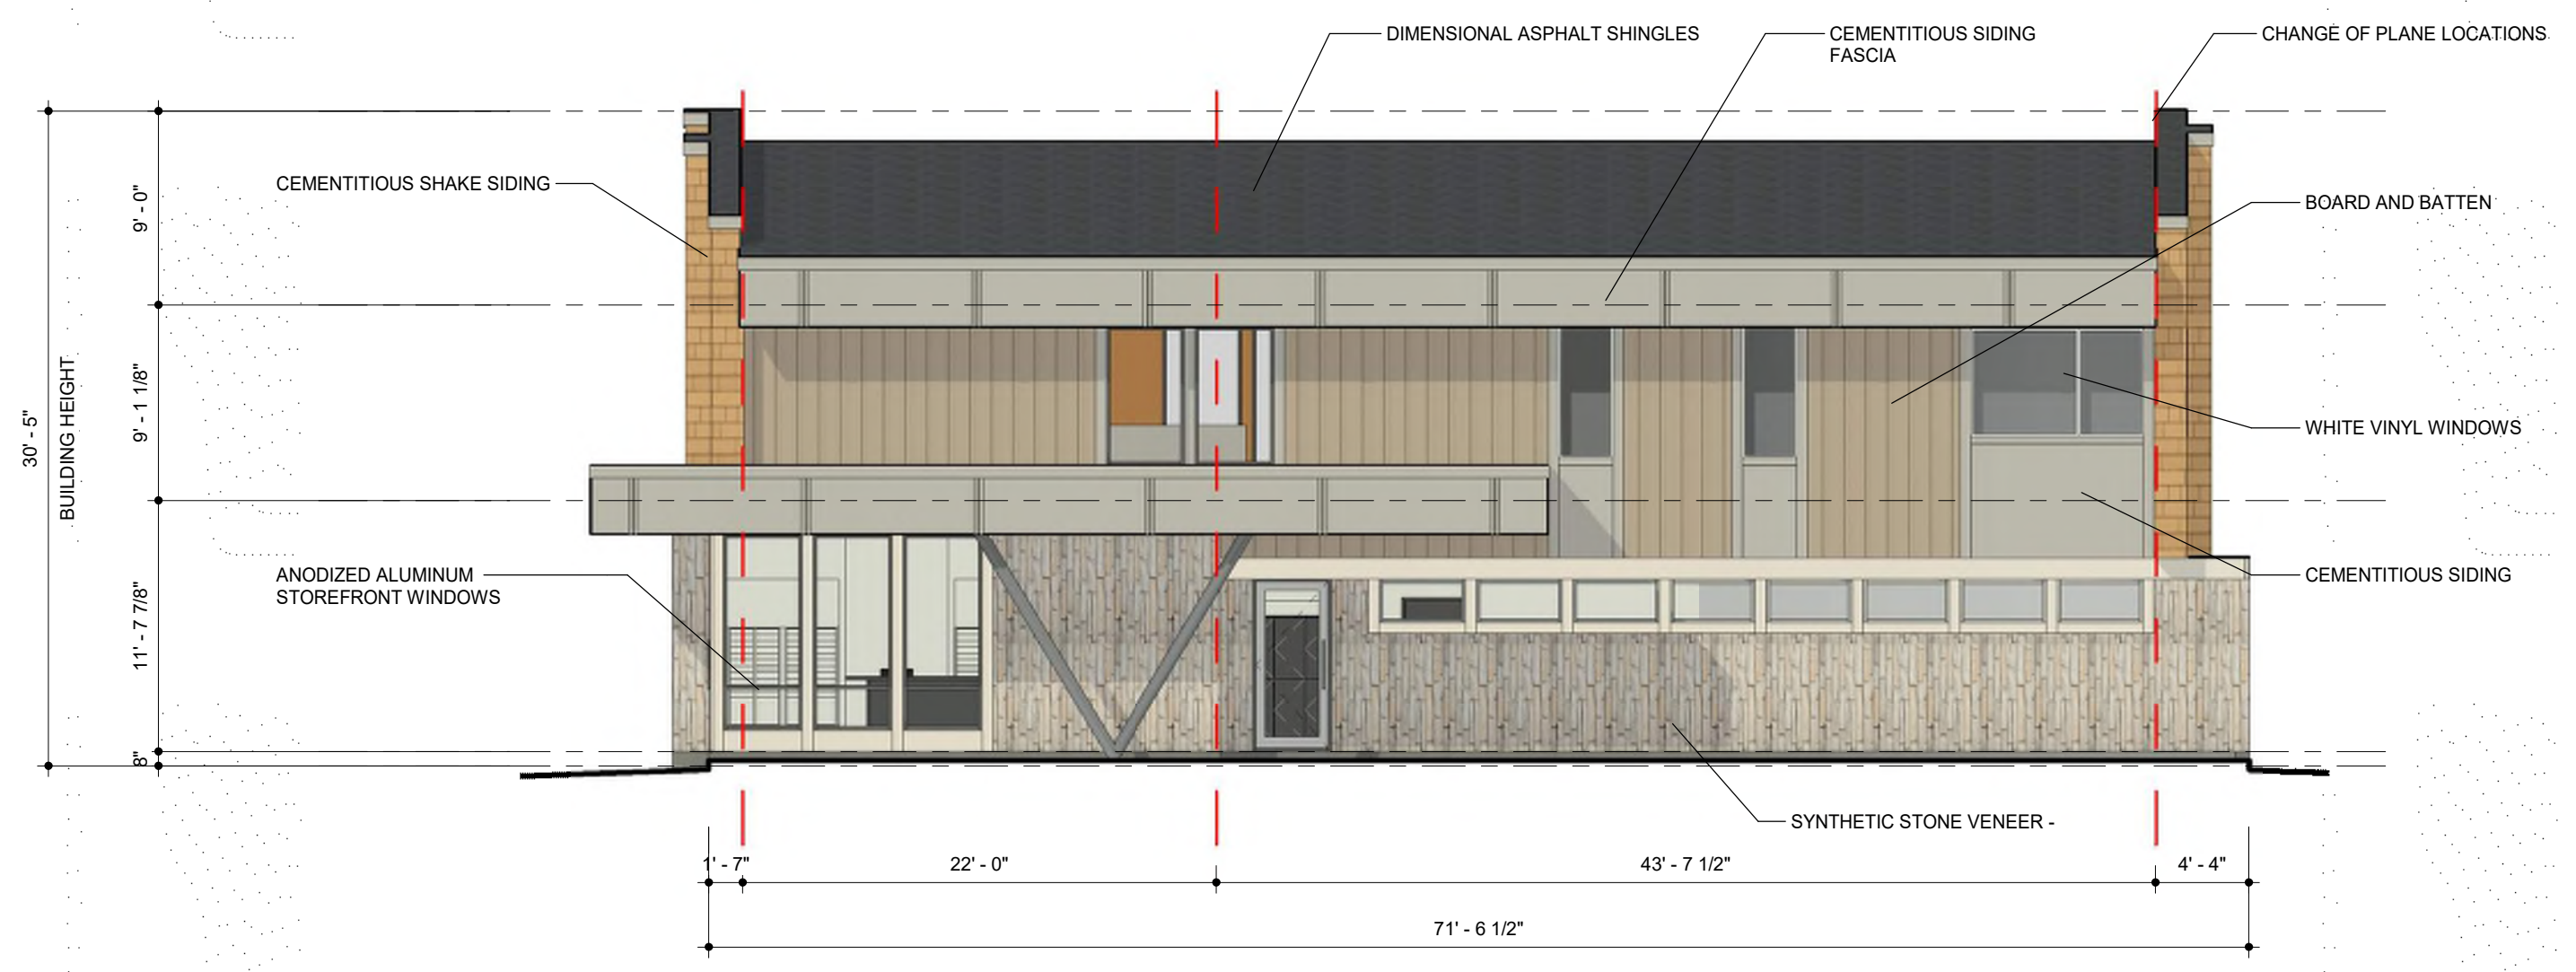 DIMENSIONAL ASPHALT SHINGLES
CEMENTITIOUS SIDING
FASCIA
CHANGE OF PLANE LOCATIONS
CEMENTITIOUS SHAKE SIDING
BOARD AND BATTEN
WHITE VINYL WINDOWS
CEMENTITIOUS SIDING
ANODIZED ALUMINUM
STOREFRONT WINDOWS
SYNTHETIC STONE VENEER -
30' - 5"
BUILDING HEIGHT
9' - 0"
9' - 1 1/8"
11' - 7 7/8"
8"
1' - 7"
22' - 0"
43' - 7 1/2"
4' - 4"
71' - 6 1/2"